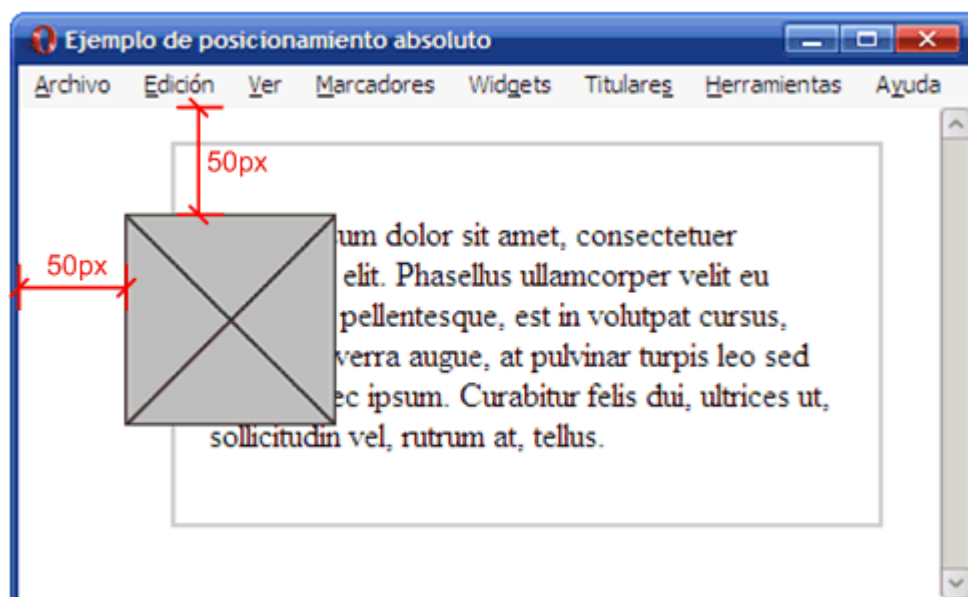 Ejemplo de posicionamiento absoluto
Archivo Edición Ver Marcadores Widgets Titulares Herramientas Ayuda
50px
50px
um dolor sit amet, consectetuer
elit. Phasellus ullamcorper velit eu
pellentesque, est in volutpat cursus,
verra augue, at pulvinar turpis leo sed
ec ipsum. Curabitur felis dui, ultrices ut,
sollicitudin vel, rutrum at, tellus.